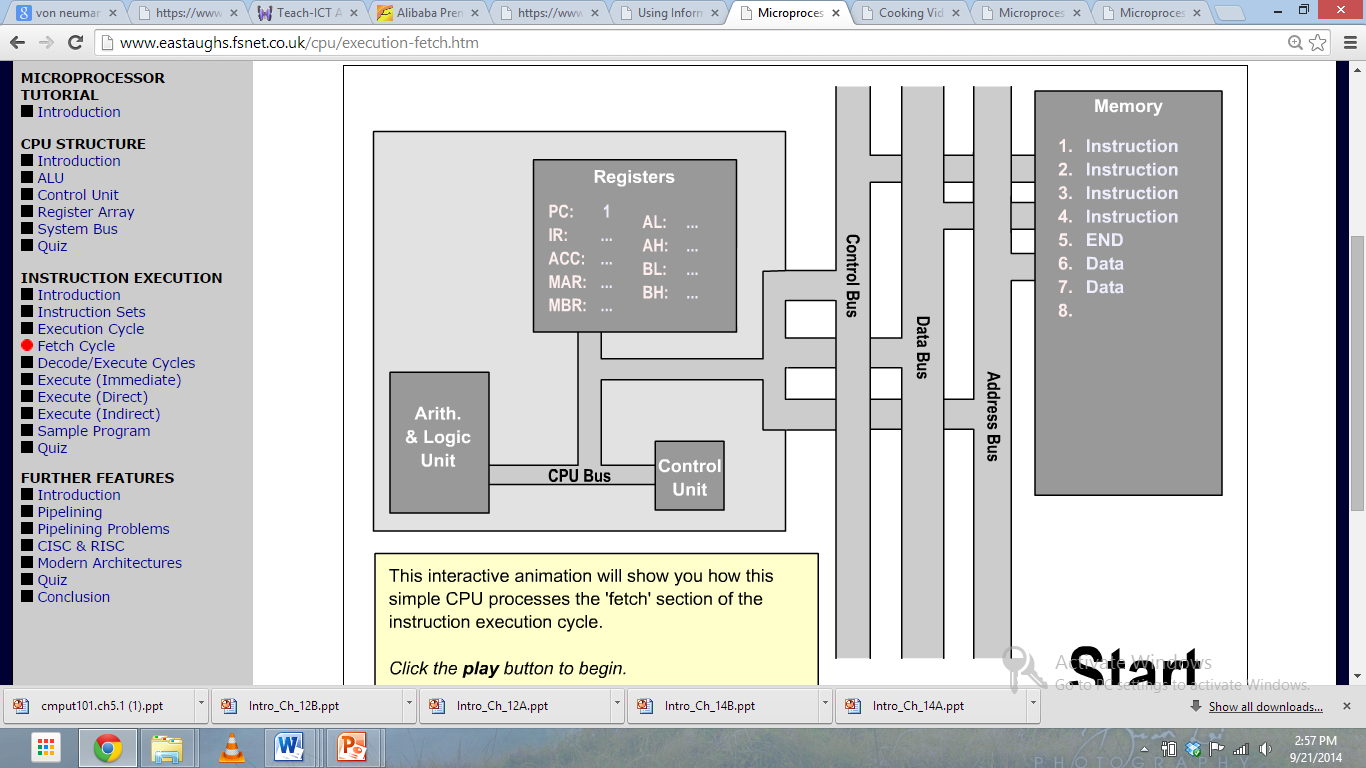 von neuman
https://www
Teach-ICT A
Alibaba Pren
https://www
Using Inform
Microproces
Cooking Vid
Microproces
Microproces
www.eastaughs.fsnet.co.uk/cpu/execution-fetch.htm
MICROPROCESSOR
TUTORIAL
Introduction
CPU STRUCTURE
Introduction
ALU
Control Unit
Register Array
System Bus
Quiz
INSTRUCTION EXECUTION
Introduction
Instruction Sets
Execution Cycle
Fetch Cycle
Decode/Execute Cycles
Execute (Immediate)
Execute (Direct)
Execute (Indirect)
Sample Program
Quiz
FURTHER FEATURES
Introduction
Pipelining
Pipelining Problems
CISC & RISC
Modern Architectures
Quiz
Conclusion
Registers
PC: 1
IR: ...
ACC: ...
MAR: ...
MBR: ...
AL: ...
AH: ...
BL: ...
BH: ...
Arith.
& Logic
Unit
CPU Bus
Control
Unit
Control Bus
Data Bus
Address Bus
Memory
1. Instruction
2. Instruction
3. Instruction
4. Instruction
5. END
6. Data
7. Data
8.
This interactive animation will show you how this
simple CPU processes the 'fetch' section of the
instruction execution cycle.
Click the play button to begin.
Start
Activate Windows
Go to PC settings to activate Windows.
cmput101.ch5.1 (1).ppt
Intro_Ch_12B.ppt
Intro_Ch_12A.ppt
Intro_Ch_14B.ppt
Intro_Ch_14A.ppt
Show all downloads...
2:57 PM
9/21/2014
PHOTOGRAPHY